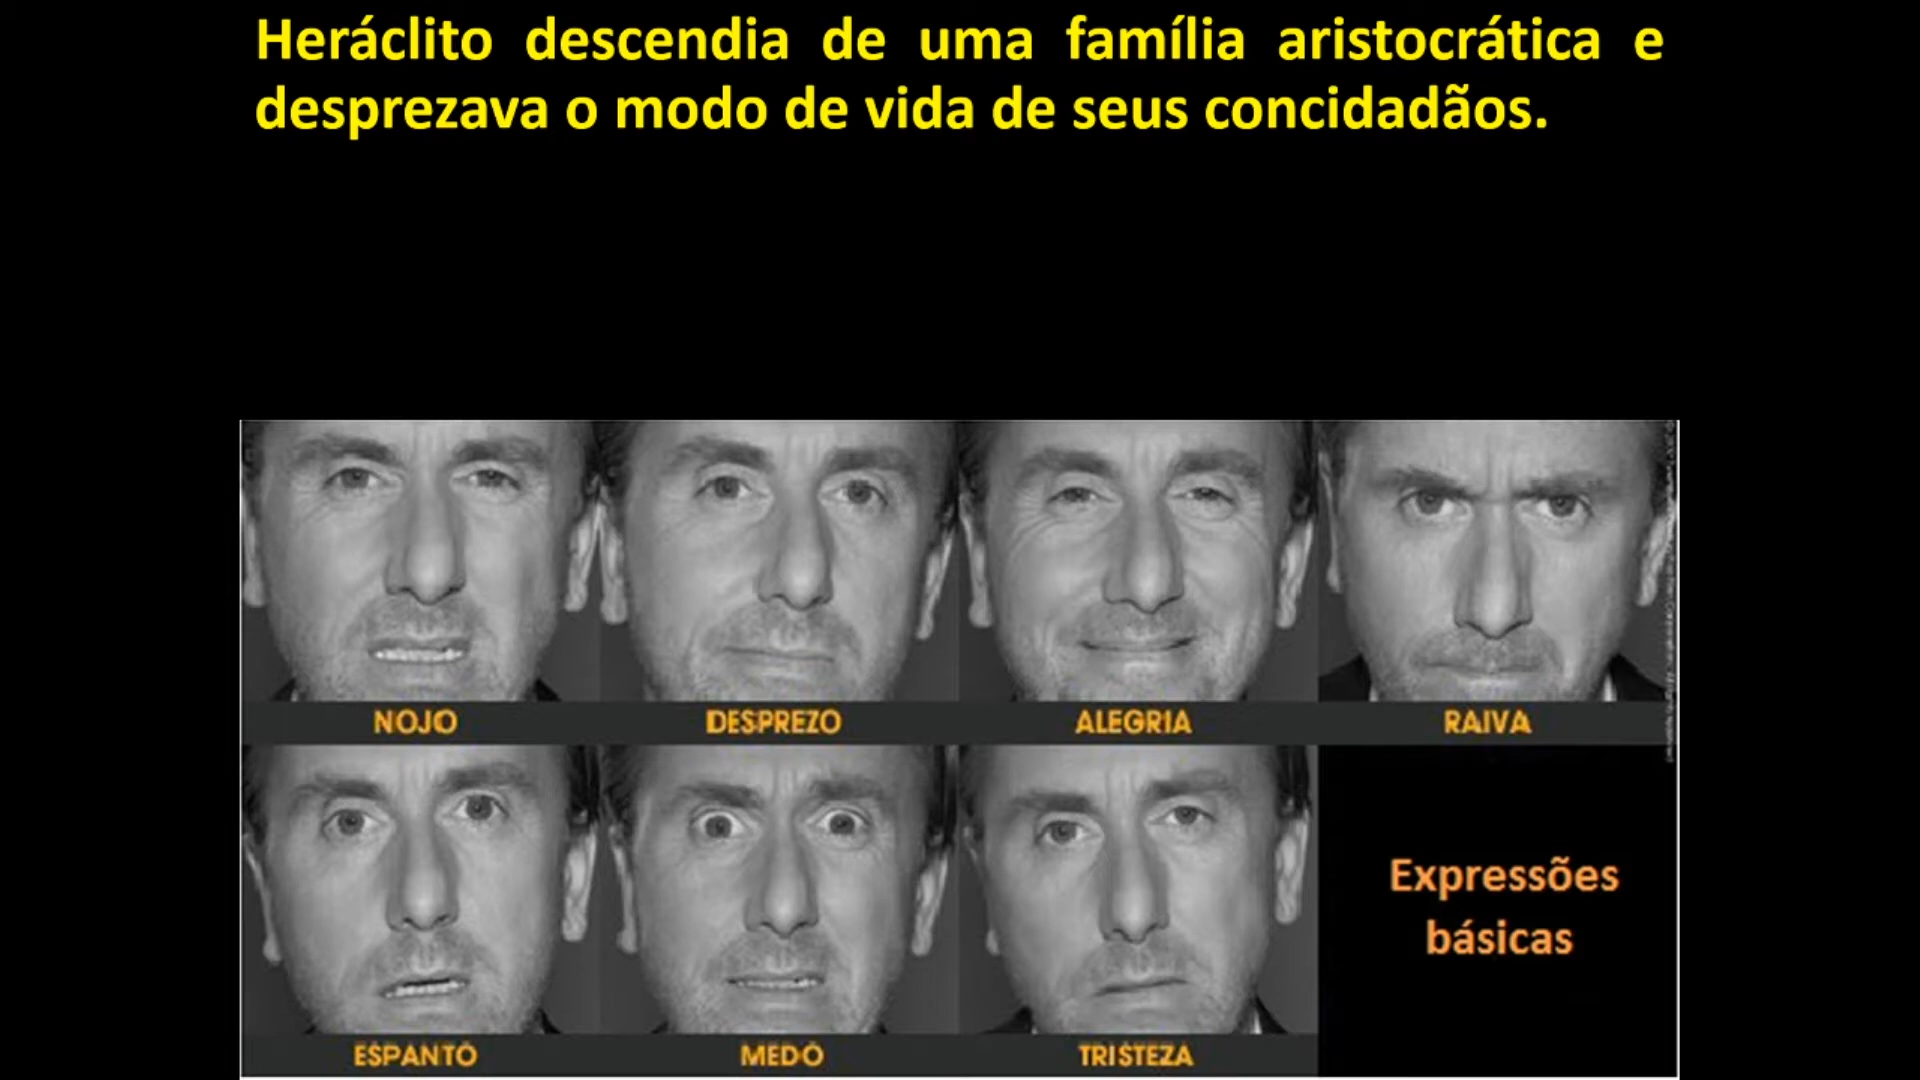 Heráclito descendia de uma família aristocrática e
desprezava o modo de vida de seus concidadãos.
NOJO
DESPREZO
ALEGRIA
RAIVA
ESPANTO
MEDO
TRISTEZA
Expressões
básicas